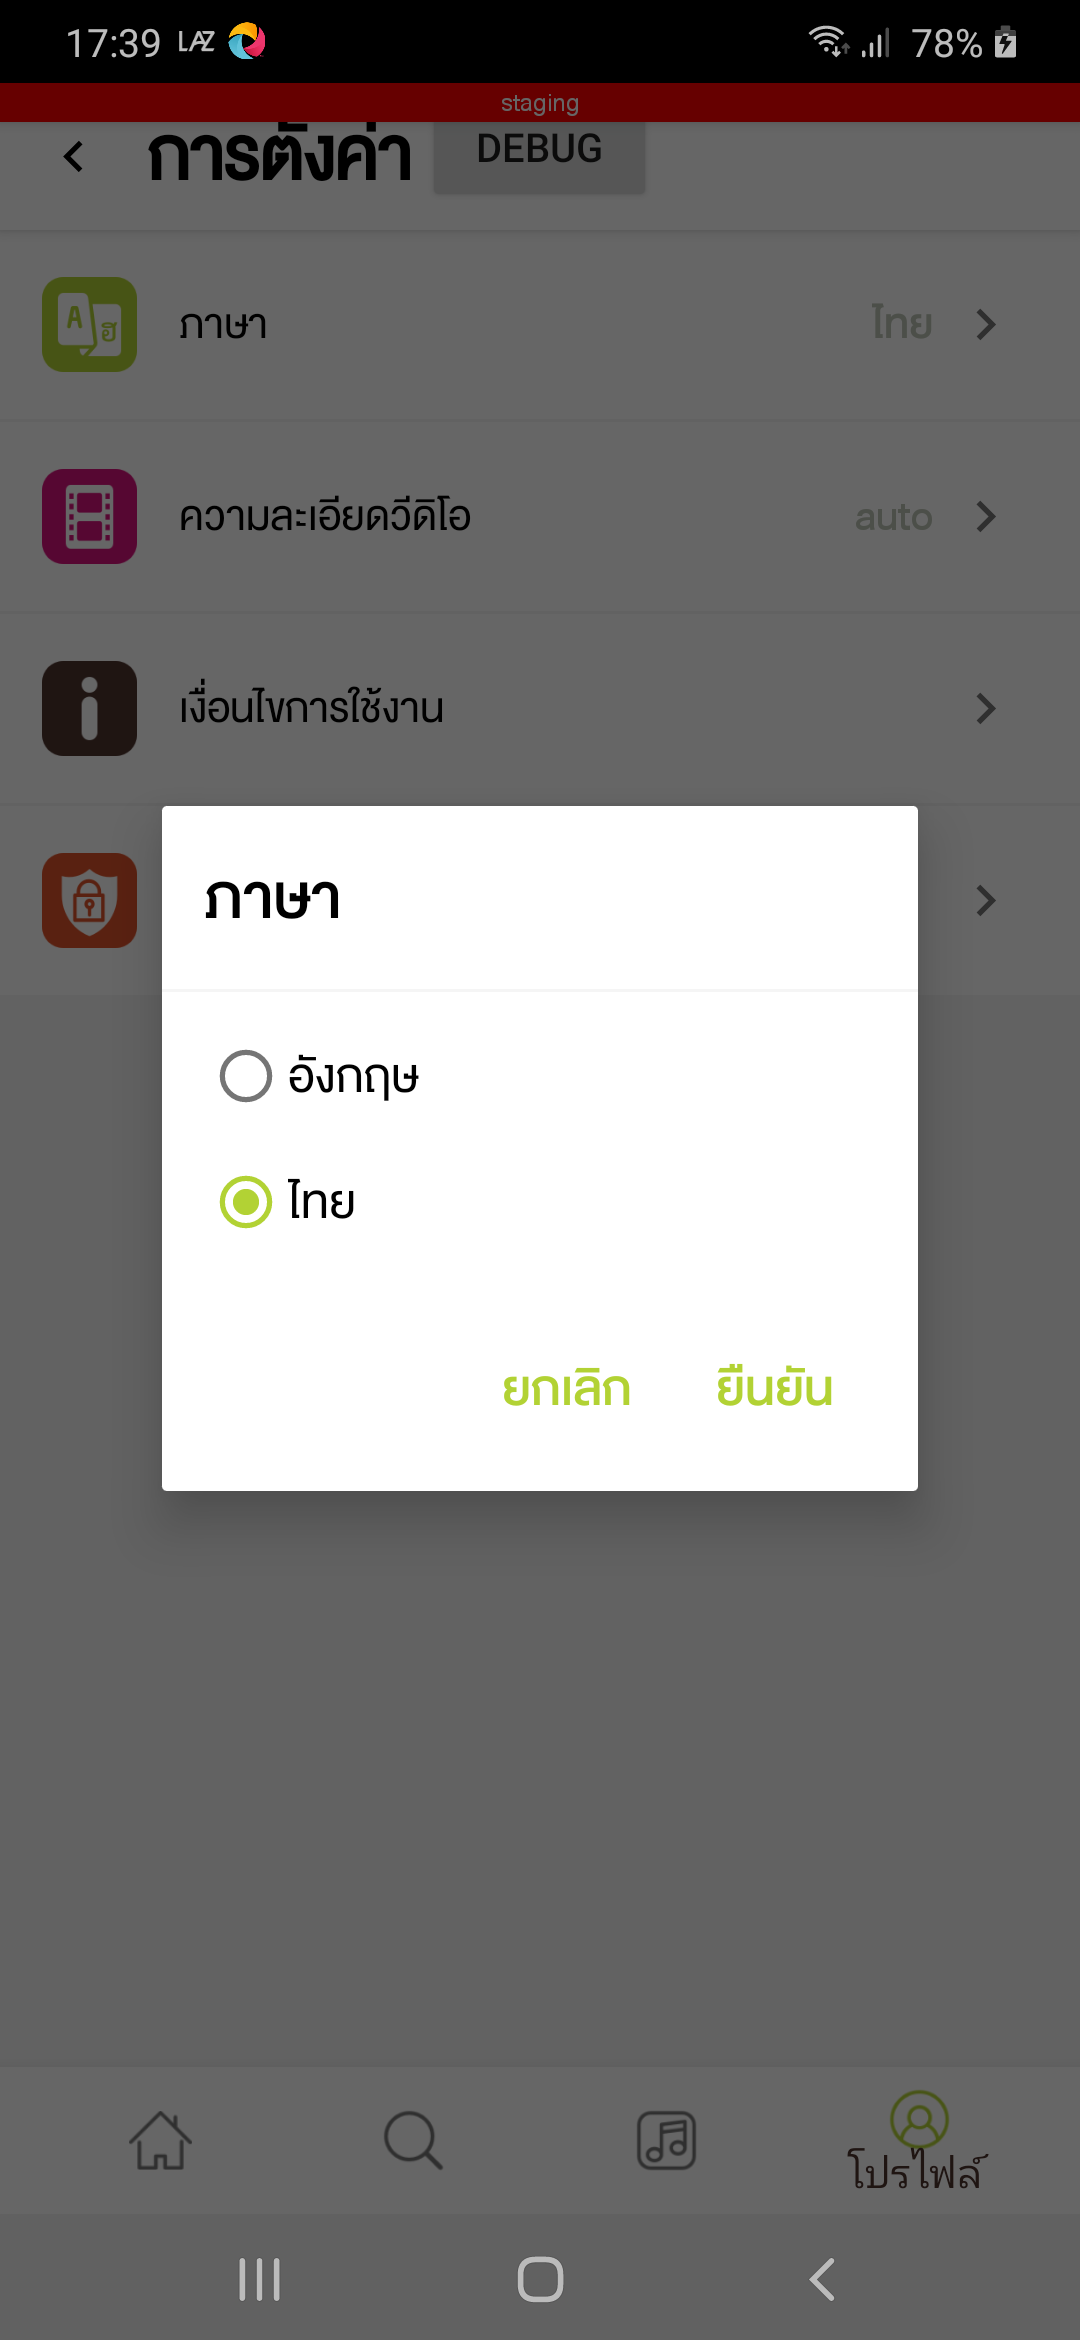 17:39 LAZ 78%
staging
การตั้งค่า DEBUG
ภาษา ไทย
ความละเอียดวีดิโอ auto
เงื่อนไขการใช้งาน
ภาษา
อังกฤษ
ไทย
ยกเลิก ยืนยัน
โปรไฟล์